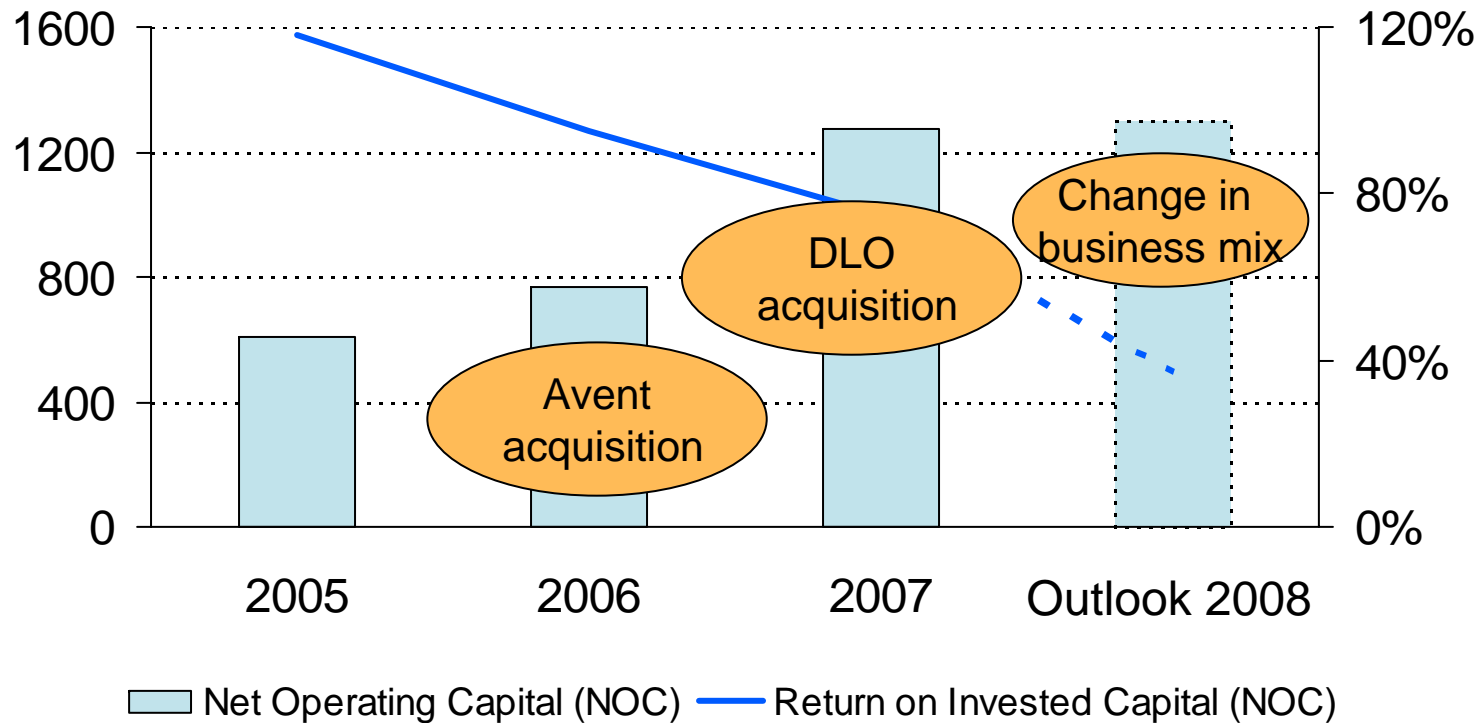 1600
1200
800
400
0
120%
80%
40%
0%
Change in
business mix
DLO
acquisition
Avent
acquisition
2005
2006
2007
Outlook 2008
Net Operating Capital (NOC)
Return on Invested Capital (NOC)